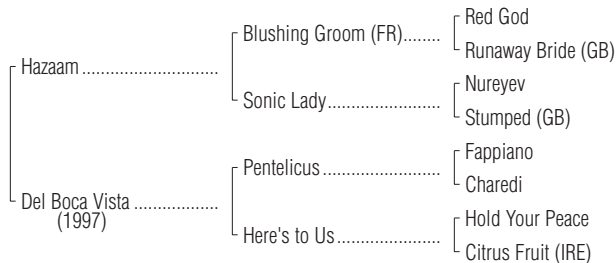 Red God
Blushing Groom (FR)........
Runaway Bride (GB)
Hazaam ..............................
Nureyev
Sonic Lady.........................
Stumped (GB)
Fappiano
Pentelicus ..........................
Charedi
Del Boca Vista ..................
(1997)
Hold Your Peace
Here's to Us.......................
Citrus Fruit (IRE)